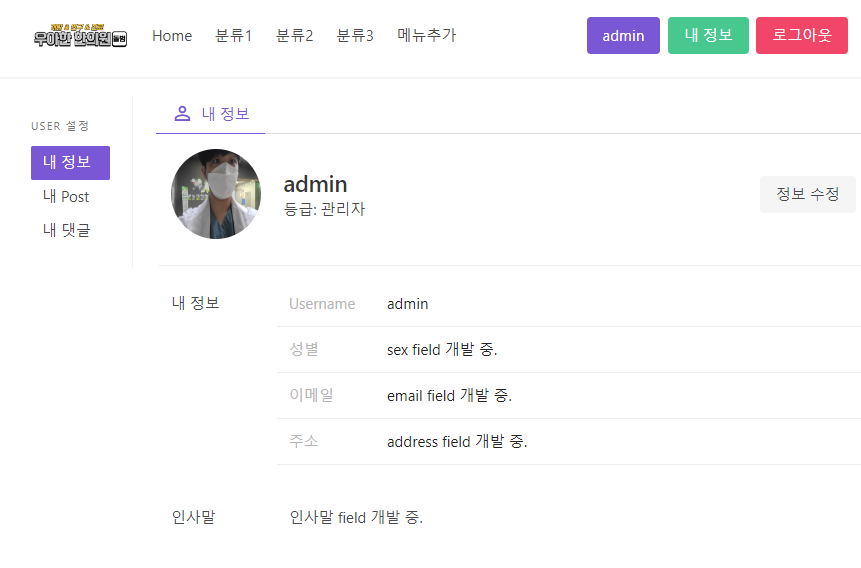 우아한 한의원 돌범
Home 분류1 분류2 분류3 메뉴추가 admin 내 정보 로그아웃
USER 설정
내 정보
내 Post
내 댓글
내 정보
admin
등급: 관리자
정보 수정
내 정보
Username admin
성별 sex field 개발 중.
이메일 email field 개발 중.
주소 address field 개발 중.
인사말 인사말 field 개발 중.